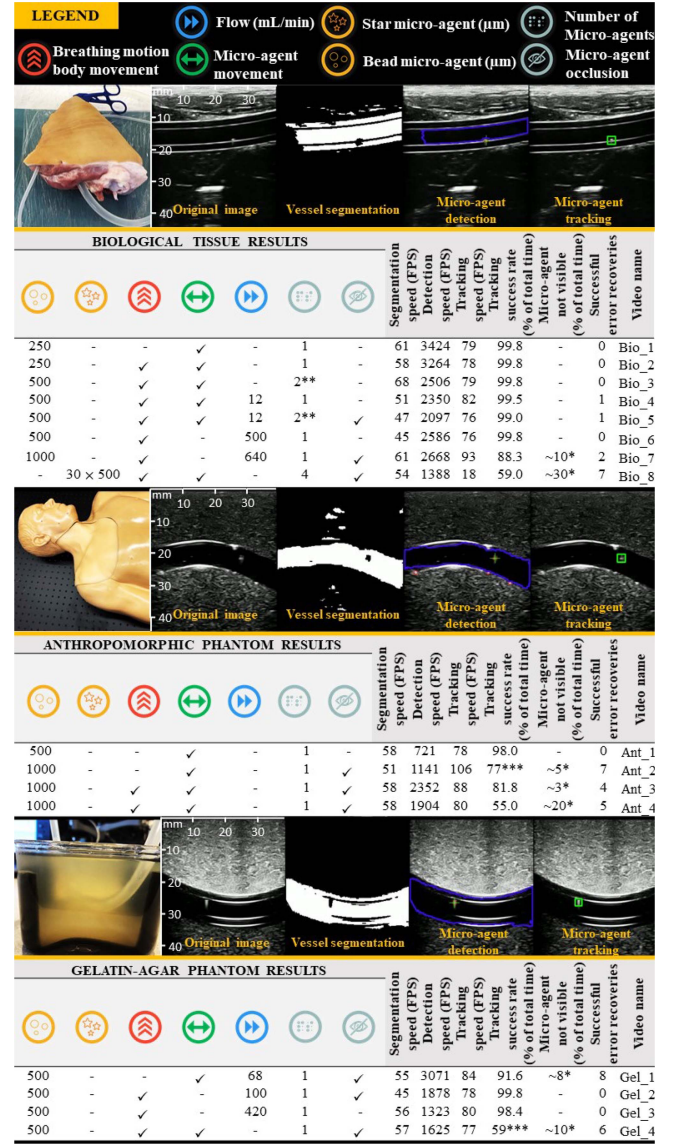 LEGEND
Flow (mL/min)
Star micro-agent (µm)
Number of
Micro-agents
Breathing motion
body movement
Micro-agent
movement
Bead micro-agent (µm)
Micro-agent
occlusion
mm 10 20 30
10
20
30
40
Original image
Vessel segmentation
Micro-agent
detection
Micro-agent
tracking
BIOLOGICAL TISSUE RESULTS
Segmentation
speed (FPS)
Detection
speed (FPS)
Tracking
speed (FPS)
Tracking
success rate
(% of total time)
Micro-agent
not visible
(% of total time)
Successful
error recoveries
Video name
250 - - ✓ - 1 - 61 3424 79 99.8 - 0 Bio_1
250 - ✓ ✓ - 1 - 58 3264 78 99.8 - 0 Bio_2
500 - ✓ ✓ - 2** - 68 2506 79 99.8 - 0 Bio_3
500 - ✓ ✓ 12 1 - 51 2350 82 99.5 - 1 Bio_4
500 - ✓ ✓ 12 2** ✓ 47 2097 76 99.0 - 1 Bio_5
500 - ✓ - 500 1 - 45 2586 76 99.8 - 0 Bio_6
1000 - ✓ - 640 1 ✓ 61 2668 93 88.3 ~10* 2 Bio_7
- 30 × 500 ✓ ✓ - 4 ✓ 54 1388 18 59.0 ~30* 7 Bio_8
mm 10 20 30
10
20
30
40
Original image
Vessel segmentation
Micro-agent
detection
Micro-agent
tracking
ANTHROPOMORPHIC PHANTOM RESULTS
Segmentation
speed (FPS)
Detection
speed (FPS)
Tracking
speed (FPS)
Tracking
success rate
(% of total time)
Micro-agent
not visible
(% of total time)
Successful
error recoveries
Video name
500 - - ✓ - 1 - 58 721 78 98.0 - 0 Ant_1
1000 - - ✓ - 1 ✓ 51 1141 106 77*** ~5* 7 Ant_2
1000 - ✓ ✓ - 1 ✓ 58 2352 88 81.8 ~3* 4 Ant_3
1000 - ✓ ✓ - 1 ✓ 58 1904 80 55.0 ~20* 5 Ant_4
mm 10 20 30
10
20
30
40
Original image
Vessel segmentation
Micro-agent
detection
Micro-agent
tracking
GELATIN-AGAR PHANTOM RESULTS
Segmentation
speed (FPS)
Detection
speed (FPS)
Tracking
speed (FPS)
Tracking
success rate
(% of total time)
Micro-agent
not visible
(% of total time)
Successful
error recoveries
Video name
500 - - ✓ 68 1 ✓ 55 3071 84 91.6 ~8* 8 Gel_1
500 - ✓ - 100 1 ✓ 45 1878 78 99.8 - 0 Gel_2
500 - ✓ - 420 1 - 56 1323 80 98.4 - 0 Gel_3
500 - ✓ ✓ - 1 ✓ 57 1625 77 59*** ~10* 6 Gel_4